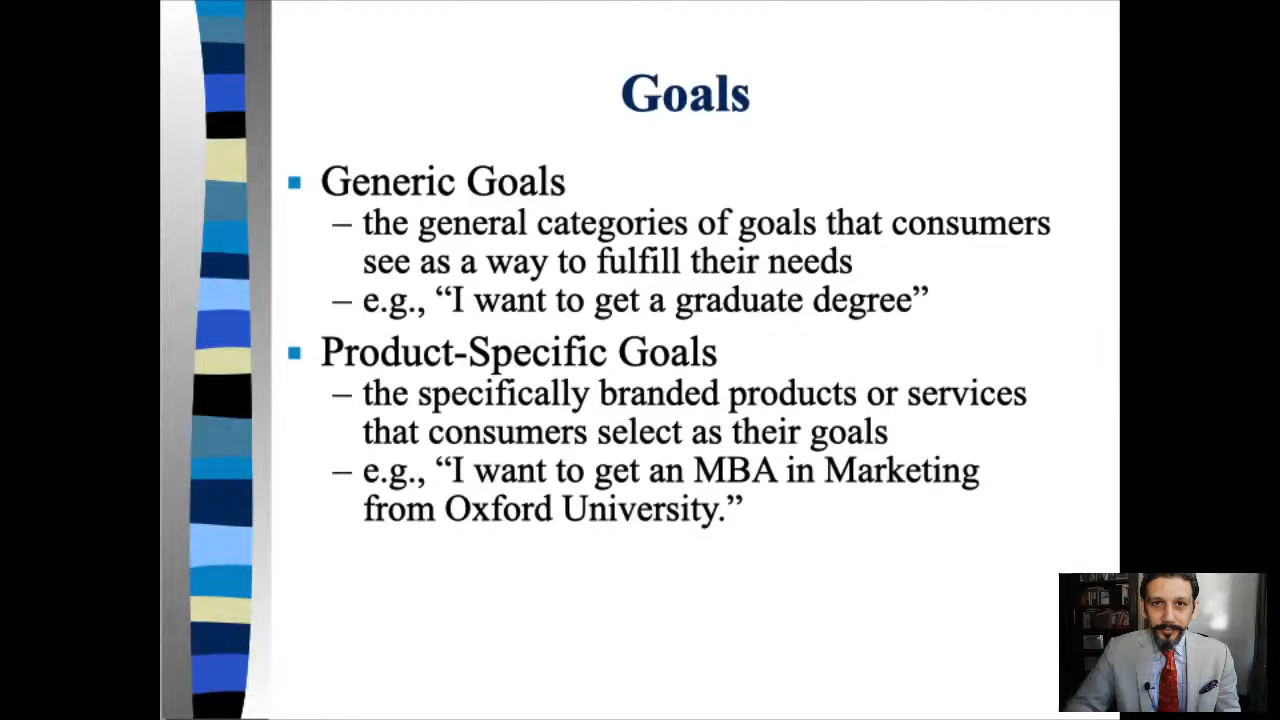 Goals
Generic Goals
– the general categories of goals that consumers
see as a way to fulfill their needs
– e.g., “I want to get a graduate degree”
Product-Specific Goals
– the specifically branded products or services
that consumers select as their goals
– e.g., “I want to get an MBA in Marketing
from Oxford University.”